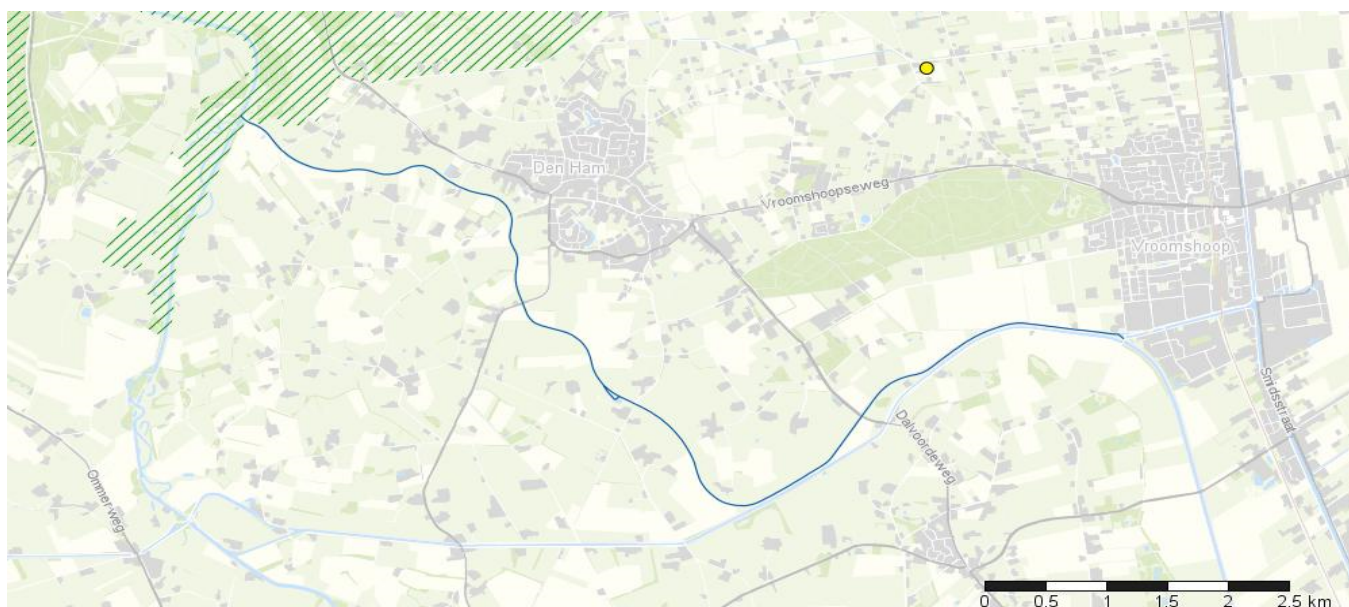 Den Ham
Vroomshoopseweg
Vroomshoop
Smidsstraat
Dalvoordeweg
Ommerweg
0 0.5 1 1.5 2 2.5 km